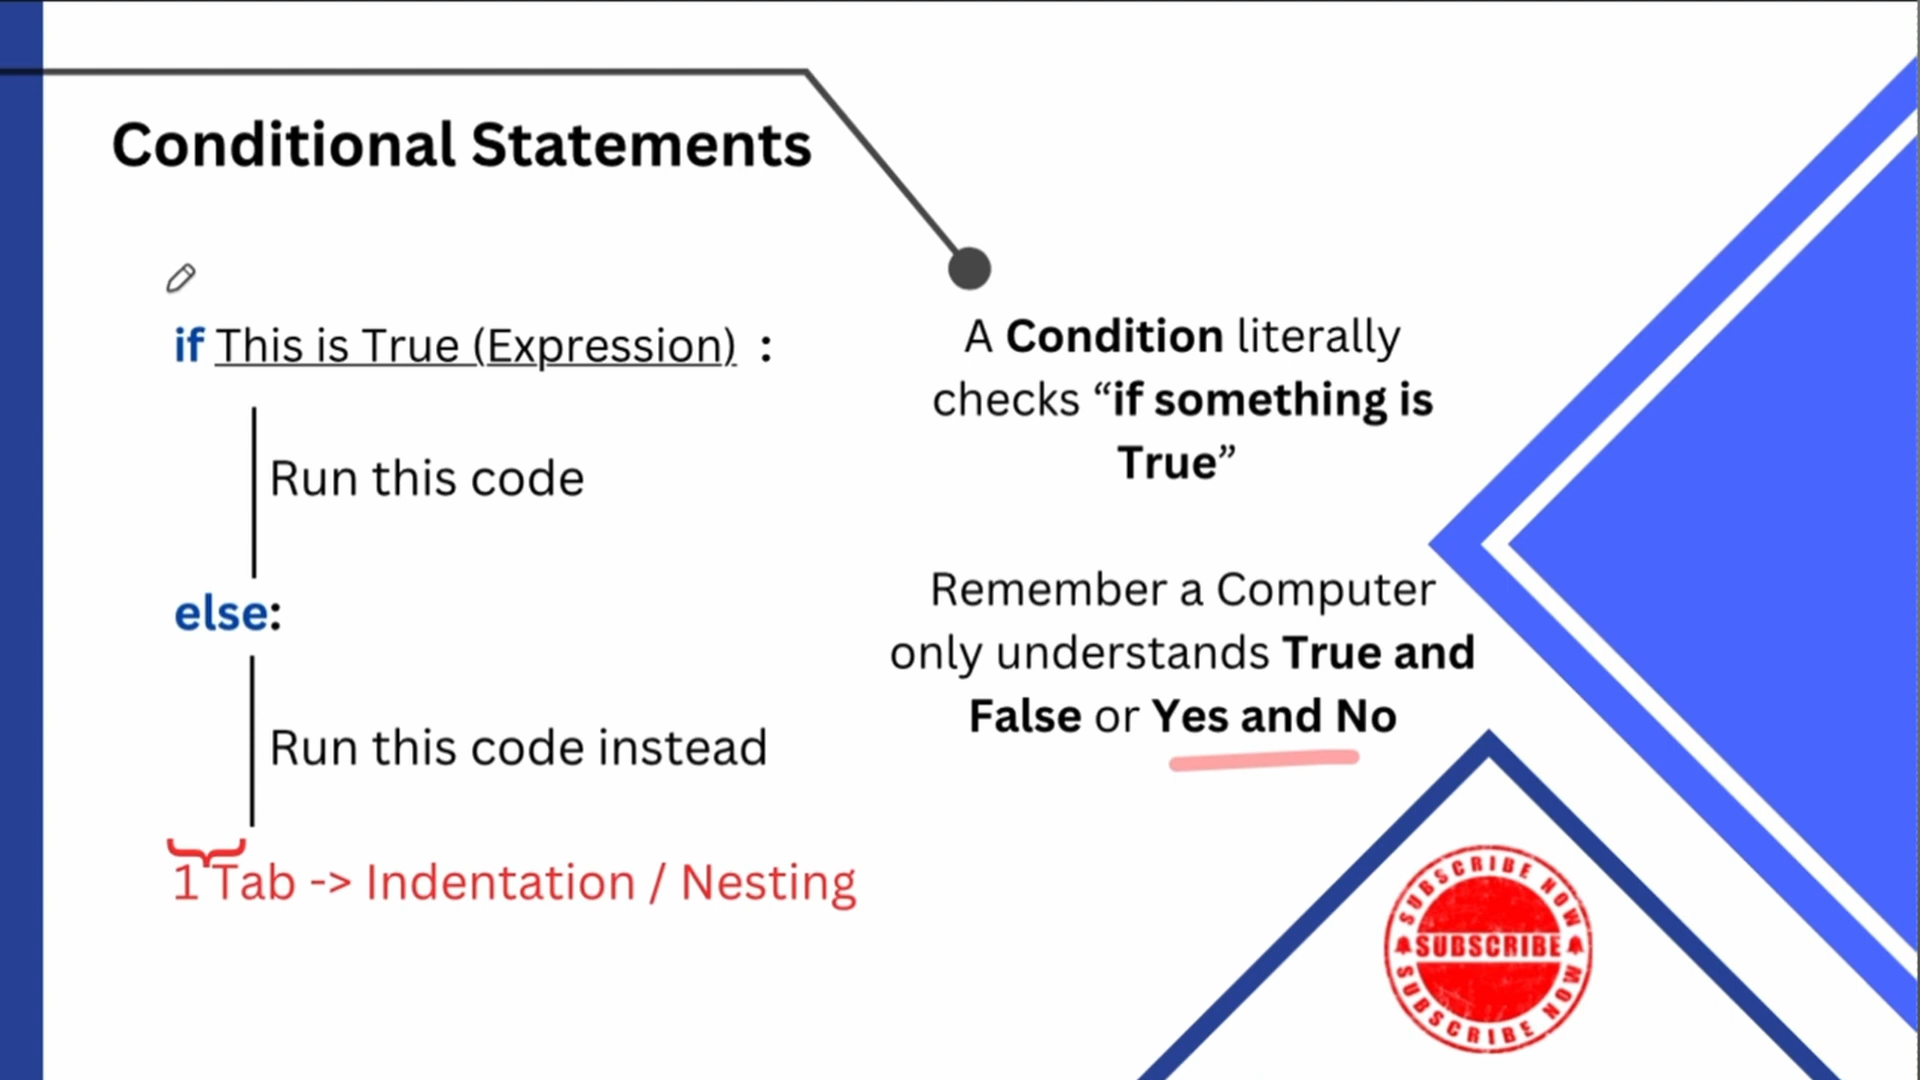 Conditional Statements
if This is True (Expression) :
Run this code
else:
Run this code instead
1 Tab -> Indentation / Nesting
A Condition literally
checks “if something is
True”
Remember a Computer
only understands True and
False or Yes and No
SUBSCRIBE NOW
SUBSCRIBE
SUBSCRIBE NOW